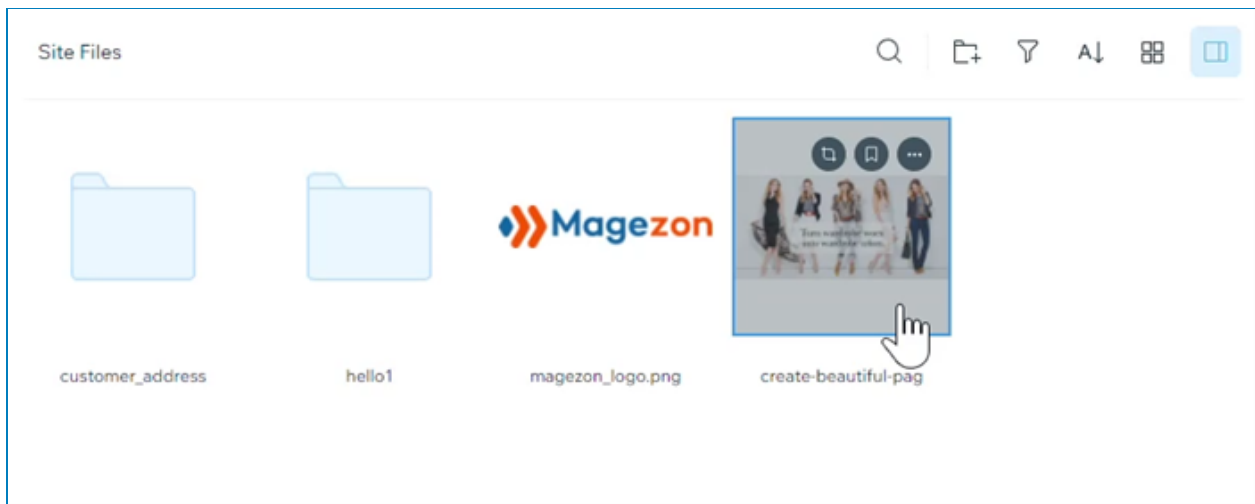 Site Files
A↓
Magezon
customer_address
hello1
magezon_logo.png
create-beautiful-pag